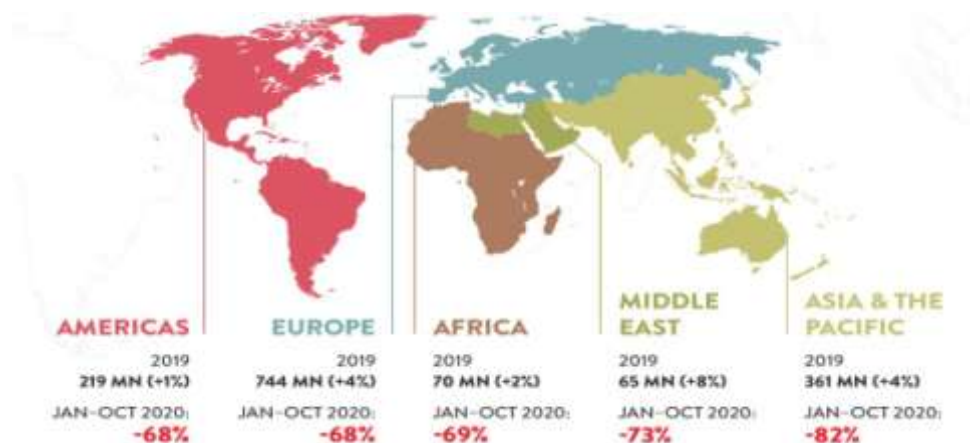 AMERICAS
2019
219 MN (+1%)
JAN–OCT 2020:
-68%
EUROPE
2019
744 MN (+4%)
JAN–OCT 2020:
-68%
AFRICA
2019
70 MN (+2%)
JAN–OCT 2020:
-69%
MIDDLE
EAST
2019
65 MN (+8%)
JAN–OCT 2020:
-73%
ASIA & THE
PACIFIC
2019
361 MN (+4%)
JAN–OCT 2020:
-82%